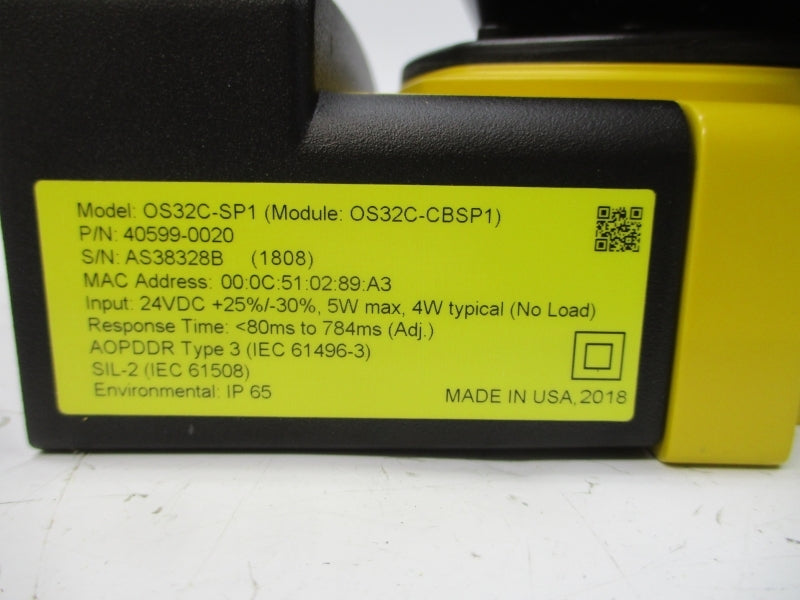 Model: OS32C-SP1 (Module: OS32C-CBSP1)
P/N: 40599-0020
S/N: AS38328B (1808)
MAC Address: 00:0C:51:02:89:A3
Input: 24VDC +25%/-30%, 5W max, 4W typical (No Load)
Response Time: <80ms to 784ms (Adj.)
AOPDDR Type 3 (IEC 61496-3)
SIL-2 (IEC 61508)
Environmental: IP 65
MADE IN USA, 2018